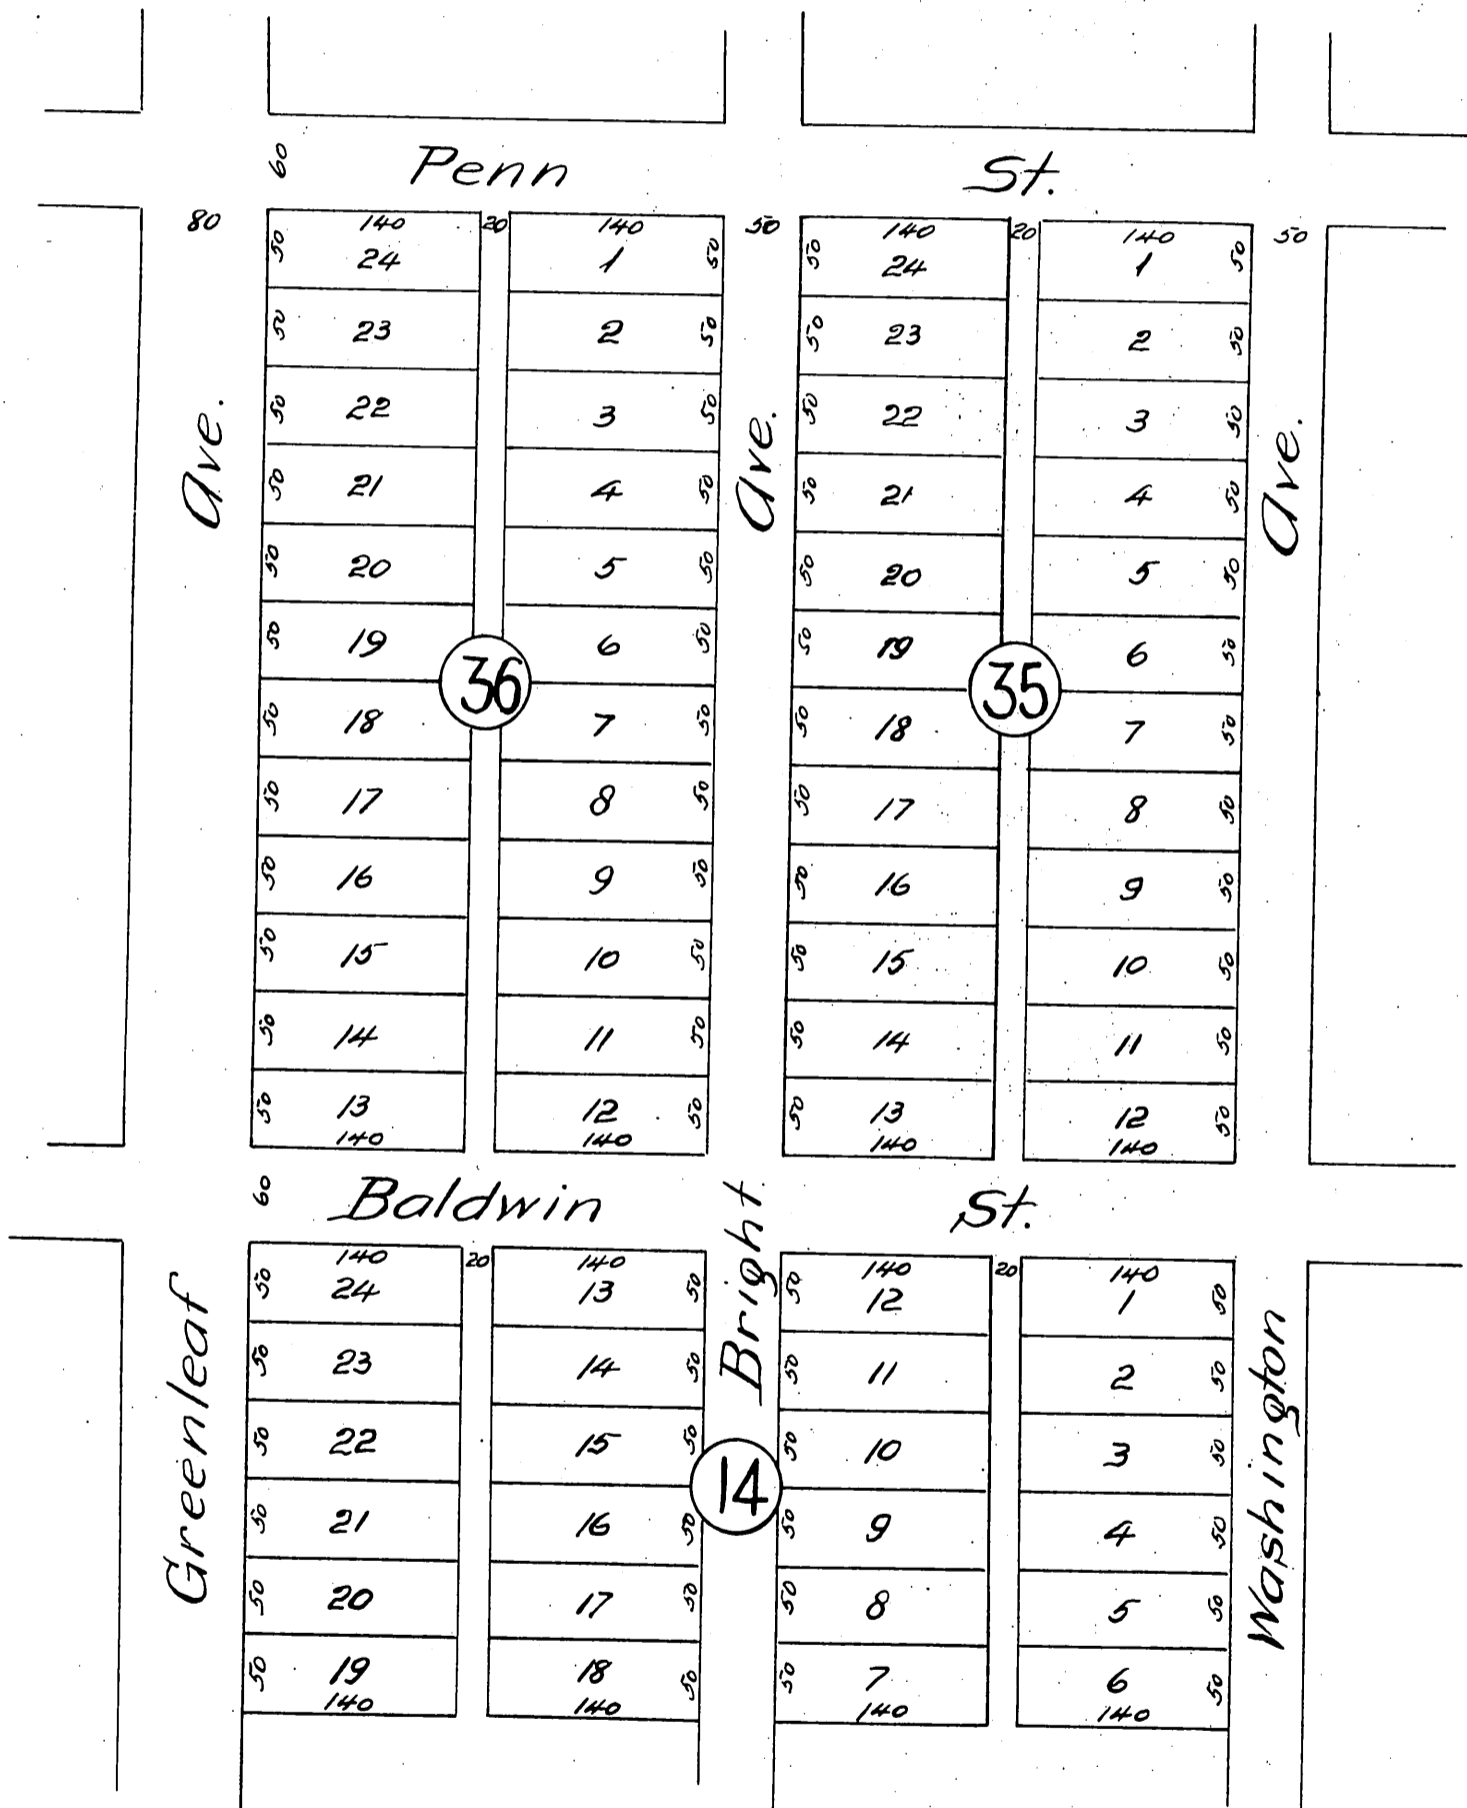 60 Penn St.
80 140 20 140 50 140 20 140 50
50 24 1 50 50 24 1 50
50 23 2 50 50 23 2 50
50 22 3 50 50 22 3 50
Ave. Ave. Ave.
50 21 4 50 50 21 4 50
50 20 5 50 50 20 5 50
50 19 6 50 50 19 6 50
36 35
50 18 7 50 50 18 7 50
50 17 8 50 50 17 8 50
50 16 9 50 50 16 9 50
50 15 10 50 50 15 10 50
50 14 11 50 50 14 11 50
50 13 12 50 50 13 12 50
140 140 140 140
60 Baldwin St.
140 20 140 140 20 140
50 24 13 50 50 12 1 50
Greenleaf Bright Washington
50 23 14 50 50 11 2 50
50 22 15 50 50 10 3 50
14
50 21 16 50 50 9 4 50
50 20 17 50 50 8 5 50
50 19 18 50 50 7 6 50
140 140 140 140